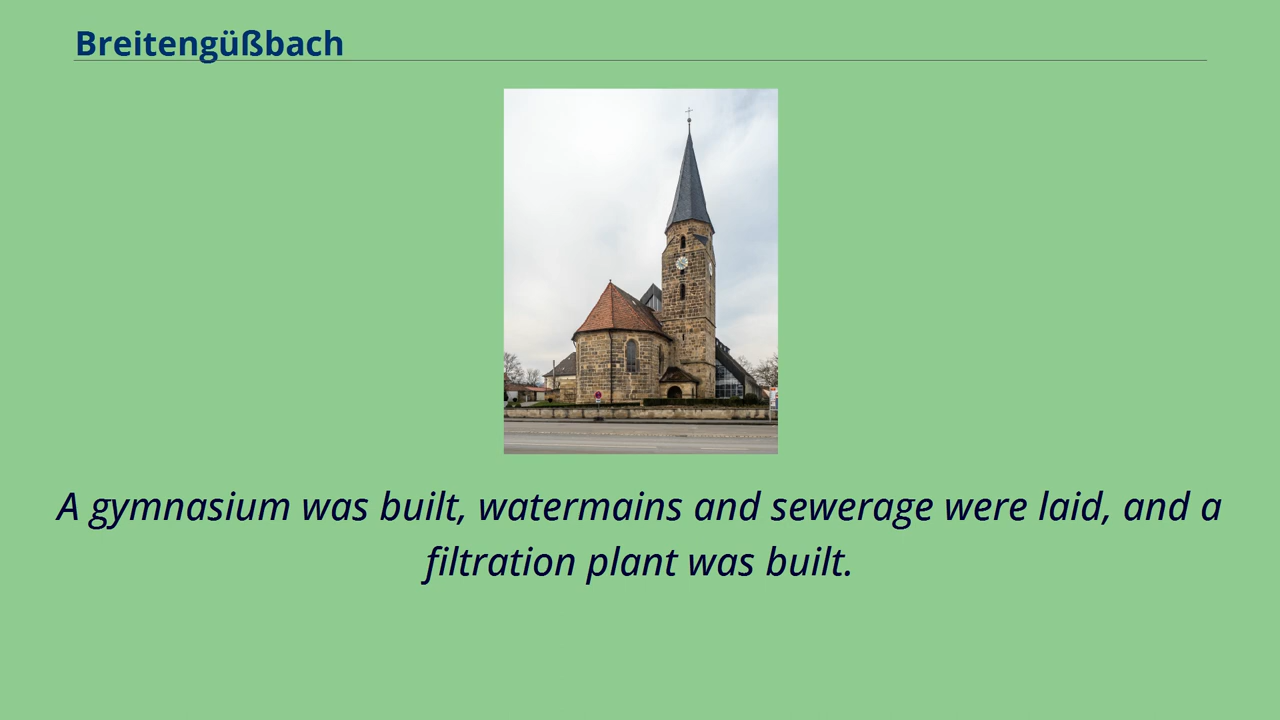 Breitengüßbach
A gymnasium was built, watermains and sewerage were laid, and a
filtration plant was built.